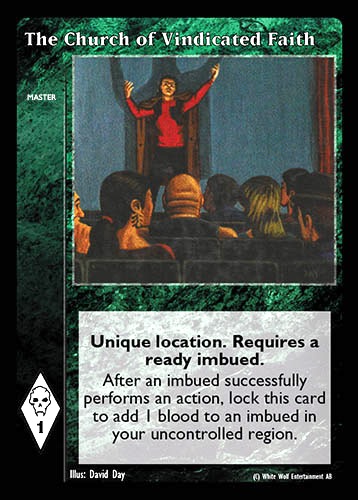 The Church of Vindicated Faith
MASTER
Unique location. Requires a
ready imbued.
After an imbued successfully
performs an action, lock this card
to add 1 blood to an imbued in
your uncontrolled region.
1
Illus: David Day
(C) White Wolf Entertainment AB